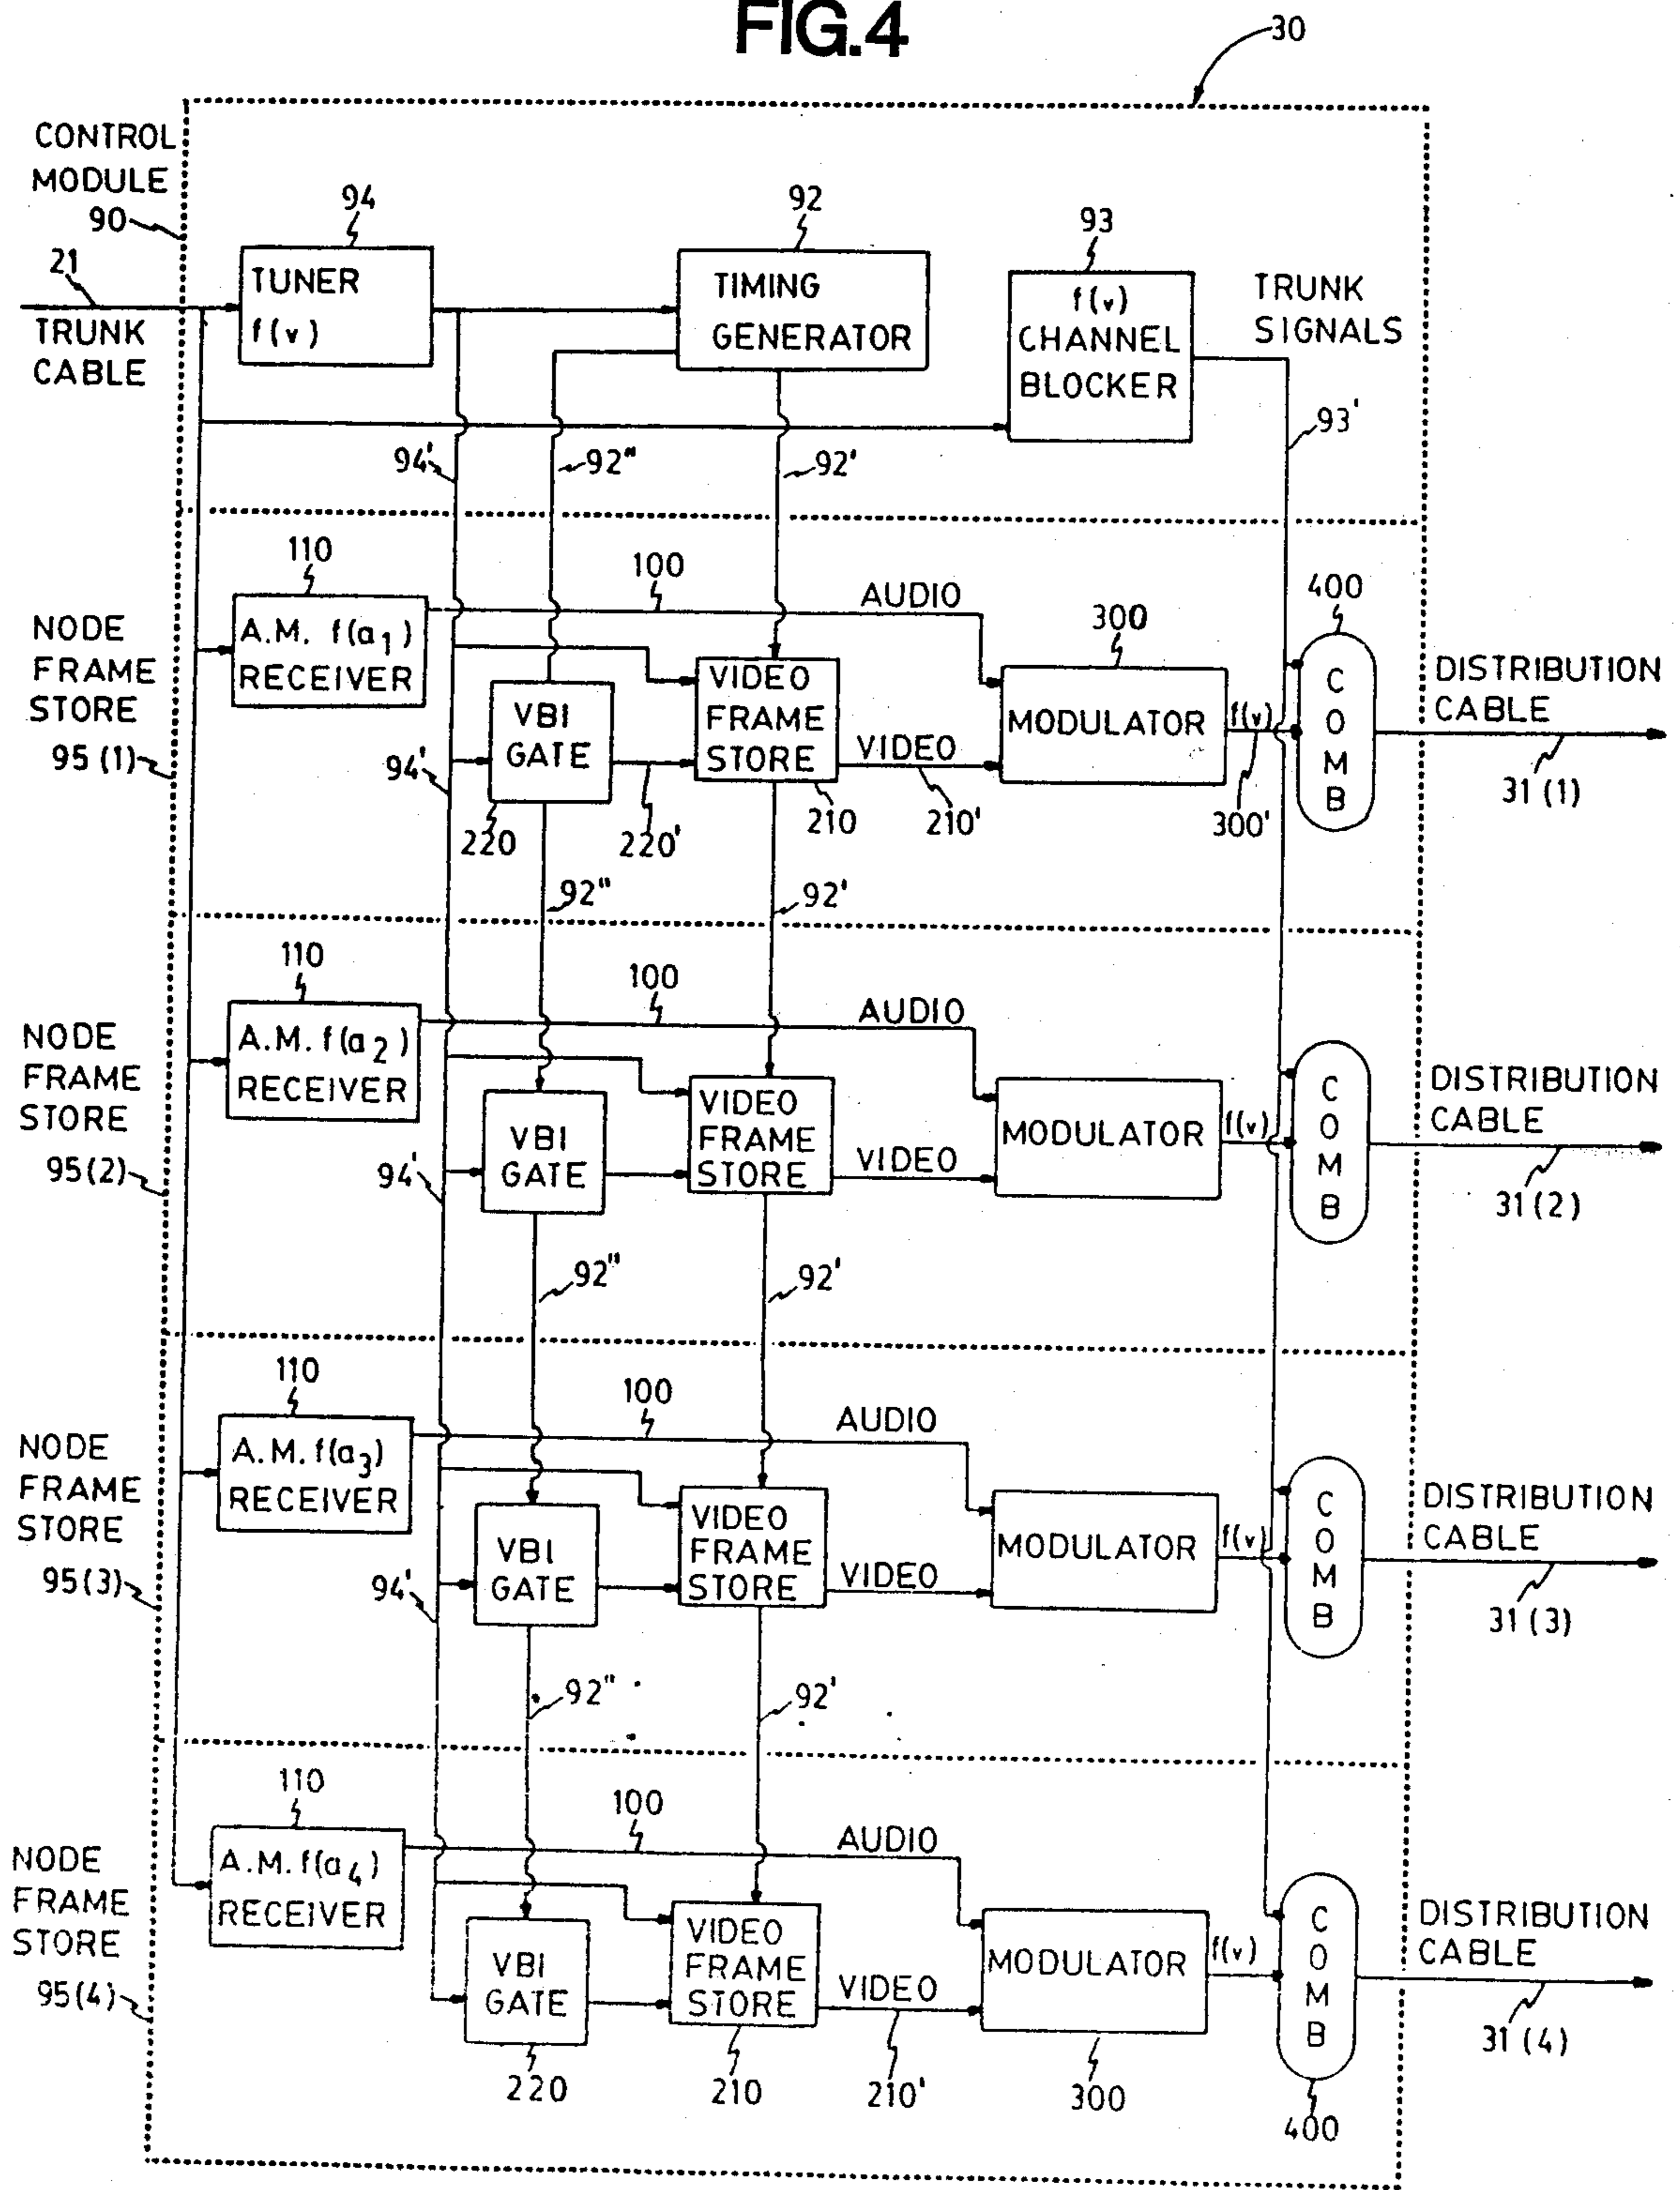 FIG.4
30
CONTROL
MODULE
90
94
92
93
21
TUNER
f(v)
TIMING
GENERATOR
f(v)
CHANNEL
BLOCKER
TRUNK
SIGNALS
TRUNK
CABLE
93'
94'
92"
92'
110
100
AUDIO
300
400
NODE
FRAME
STORE
95(1)
A.M. f(a1)
RECEIVER
VBI
GATE
VIDEO
FRAME
STORE
VIDEO
MODULATOR
f(v)
COMB
DISTRIBUTION
CABLE
31(1)
94'
220
220'
210
210'
300'
92"
92'
110
100
AUDIO
NODE
FRAME
STORE
95(2)
A.M. f(a2)
RECEIVER
VBI
GATE
VIDEO
FRAME
STORE
VIDEO
MODULATOR
f(v)
COMB
DISTRIBUTION
CABLE
31(2)
94'
92"
92'
110
100
AUDIO
NODE
FRAME
STORE
95(3)
A.M. f(a3)
RECEIVER
VBI
GATE
VIDEO
FRAME
STORE
VIDEO
MODULATOR
f(v)
COMB
DISTRIBUTION
CABLE
31(3)
94'
92"
92'
110
100
AUDIO
NODE
FRAME
STORE
95(4)
A.M. f(a4)
RECEIVER
VBI
GATE
VIDEO
FRAME
STORE
VIDEO
MODULATOR
f(v)
COMB
DISTRIBUTION
CABLE
31(4)
220
210
210'
300
400